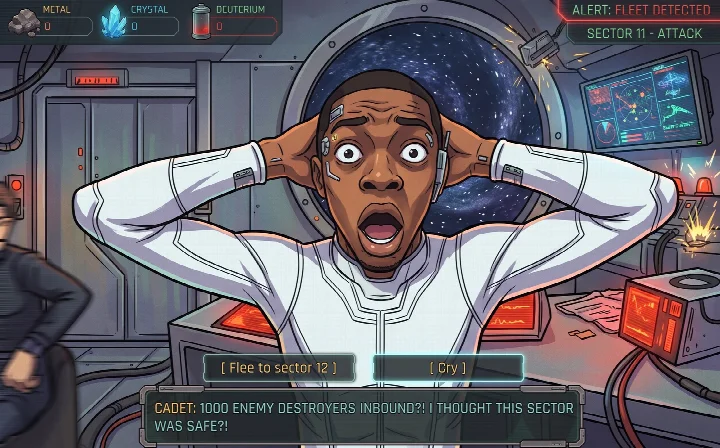 METAL
0
CRYSTAL
0
DEUTERIUM
0
ALERT: FLEET DETECTED
SECTOR 11 - ATTACK
[ Flee to sector 12 ]
[ Cry ]
CADET: 1000 ENEMY DESTROYERS INBOUND?! I THOUGHT THIS SECTOR
WAS SAFE?!